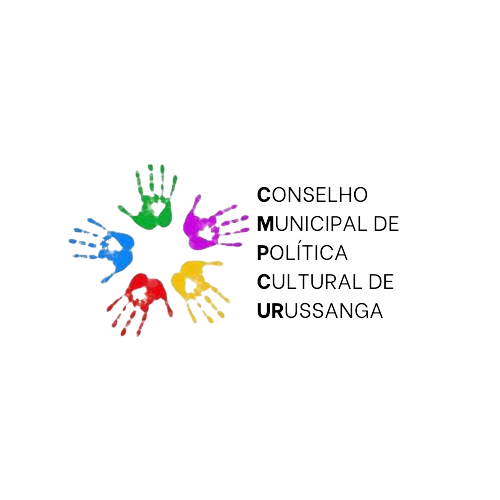 CONSELHO
MUNICIPAL DE
POLÍTICA
CULTURAL DE
URUSSANGA